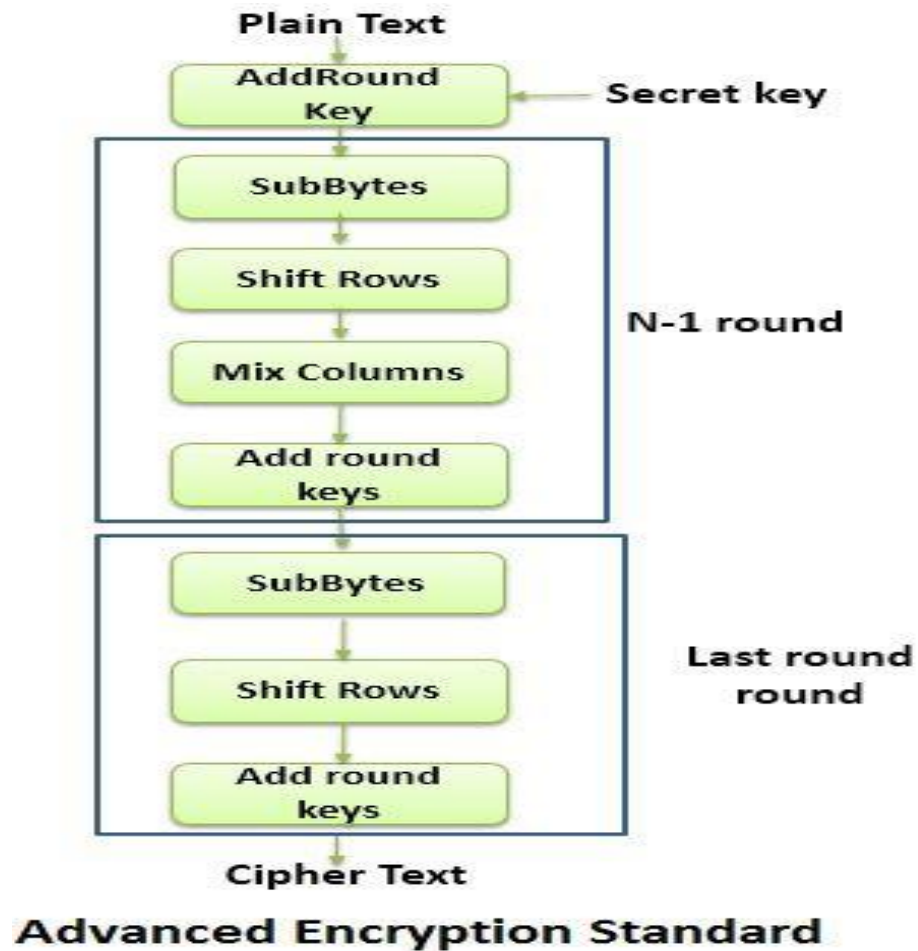 Plain Text
AddRound
Key
Secret key
SubBytes
Shift Rows
N-1 round
Mix Columns
Add round
keys
SubBytes
Last round
round
Shift Rows
Add round
keys
Cipher Text
Advanced Encryption Standard